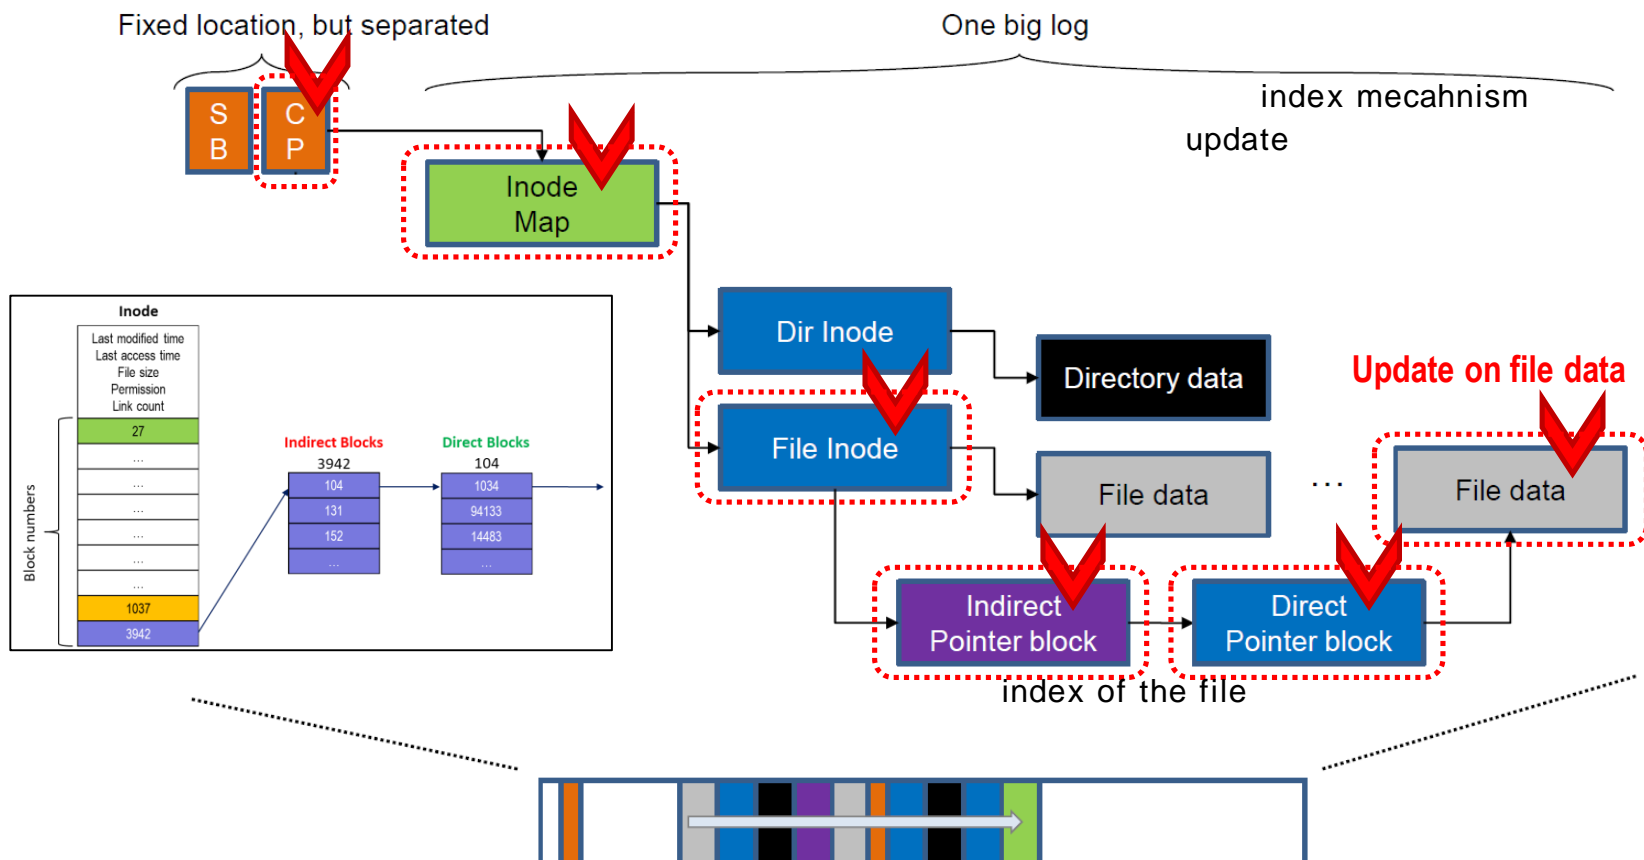 Fixed location, but separated
One big log
index mecahnism
update
S
B
C
P
Inode
Map
Dir Inode
Directory data
Update on file data
File Inode
File data
...
File data
Indirect
Pointer block
Direct
Pointer block
index of the file
Inode
Last modified time
Last access time
File size
Permission
Link count
Block numbers
27
...
...
...
...
...
...
...
1037
3942
Indirect Blocks
3942
104
131
152
...
Direct Blocks
104
1034
94133
14483
...